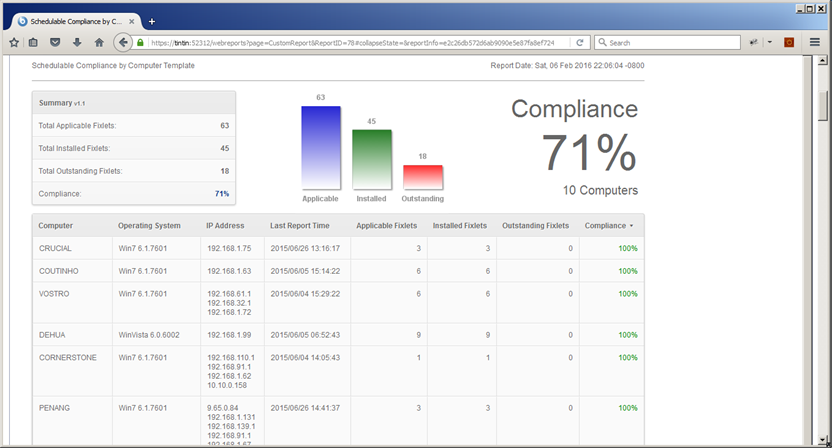 Schedulable Compliance by C...
https://tintin:52312/webreports?page=CustomReport&ReportID=78#collapseState=&reportInfo=e2c26db572d6ab9090e5e87fa8ef724
Search
Schedulable Compliance by Computer Template
Report Date: Sat, 06 Feb 2016 22:06:04 -0800
Summary v1.1
Total Applicable Fixlets: 63
Total Installed Fixlets: 45
Total Outstanding Fixlets: 18
Compliance: 71%
63
45
18
Applicable Installed Outstanding
Compliance
71%
10 Computers
Computer Operating System IP Address Last Report Time Applicable Fixlets Installed Fixlets Outstanding Fixlets Compliance
CRUCIAL Win7 6.1.7601 192.168.1.75 2015/06/26 13:16:17 3 3 0 100%
COUTINHO Win7 6.1.7601 192.168.1.63 2015/06/05 15:14:22 6 6 0 100%
VOSTRO Win7 6.1.7601 192.168.61.1 2015/06/04 15:29:22 6 6 0 100%
192.168.32.1
192.168.1.72
DEHUA WinVista 6.0.6002 192.168.1.99 2015/06/05 06:52:43 9 9 0 100%
CORNERSTONE Win7 6.1.7601 192.168.110.1 2015/06/04 14:05:43 1 1 0 100%
192.168.91.1
192.168.1.62
10.10.0.158
PENANG Win7 6.1.7601 9.65.0.84 2015/06/26 14:41:37 3 3 0 100%
192.168.1.131
192.168.139.1
192.168.91.1
192.168.1.67